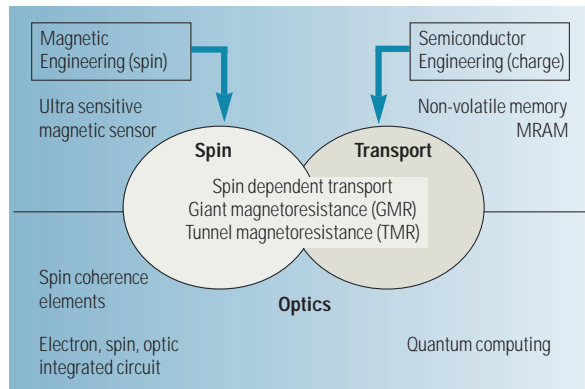 Magnetic
Engineering (spin)
Semiconductor
Engineering (charge)
Ultra sensitive
magnetic sensor
Non-volatile memory
MRAM
Spin
Transport
Spin dependent transport
Giant magnetoresistance (GMR)
Tunnel magnetoresistance (TMR)
Spin coherence
elements
Optics
Electron, spin, optic
integrated circuit
Quantum computing